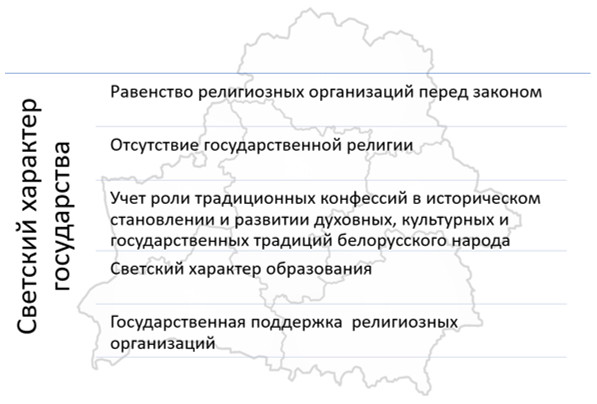 Светский характер
государства
Равенство религиозных организаций перед законом
Отсутствие государственной религии
Учет роли традиционных конфессий в историческом
становлении и развитии духовных, культурных и
государственных традиций белорусского народа
Светский характер образования
Государственная поддержка религиозных
организаций